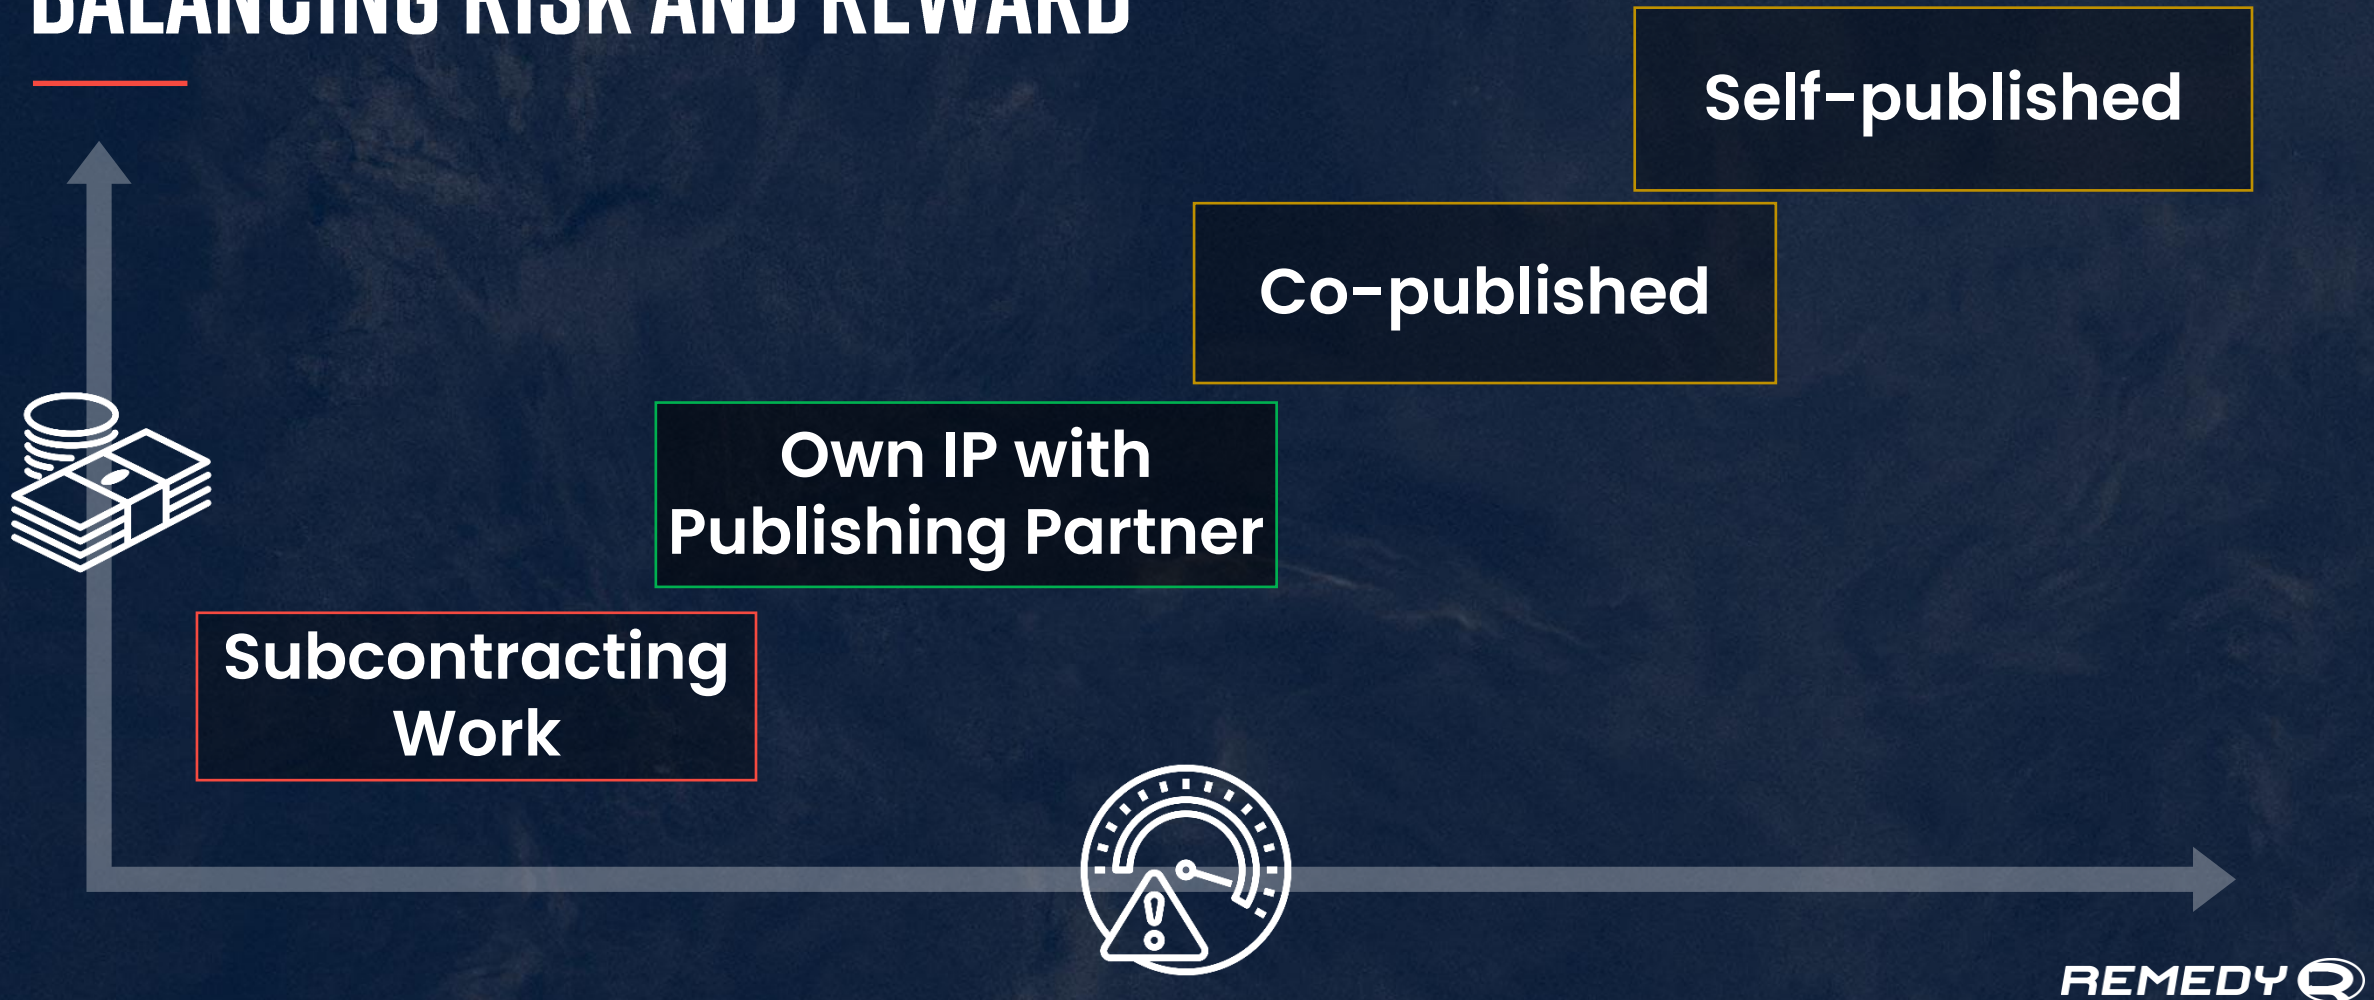 BALANCING RISK AND REWARD
Self-published
Co-published
Own IP with
Publishing Partner
Subcontracting
Work
REMEDY